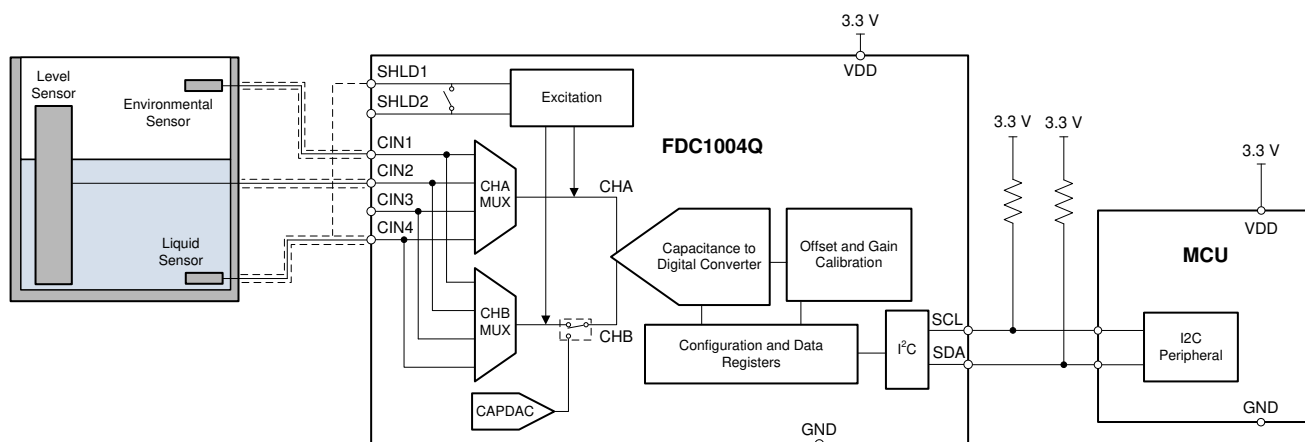 3.3 V
VDD
Level
Sensor
Environmental
Sensor
Liquid
Sensor
SHLD1
SHLD2
CIN1
CIN2
CIN3
CIN4
Excitation
FDC1004Q
CHA
MUX
CHA
CHB
MUX
CHB
CAPDAC
Capacitance to
Digital Converter
Offset and Gain
Calibration
Configuration and Data
Registers
I²C
SCL
SDA
GND
3.3 V
3.3 V
3.3 V
VDD
MCU
I2C
Peripheral
GND